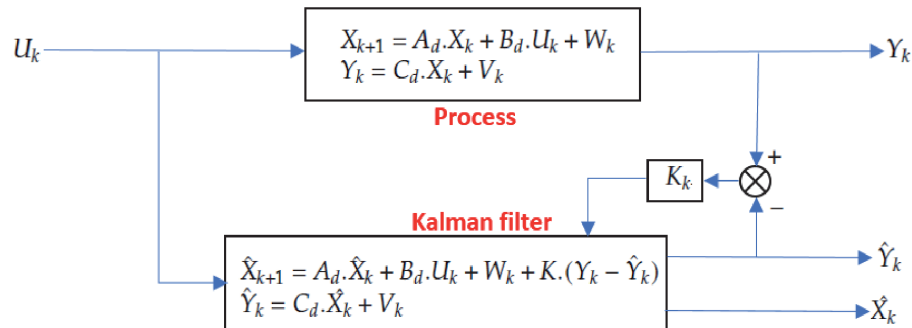 U_k
X_{k+1} = A_d.X_k + B_d.U_k + W_k
Y_k = C_d.X_k + V_k
Y_k
Process
+
K_k.
−
Kalman filter
X̂_{k+1} = A_d.X̂_k + B_d.U_k + W_k + K.(Y_k − Ŷ_k)
Ŷ_k = C_d.X̂_k + V_k
Ŷ_k
X̂_k